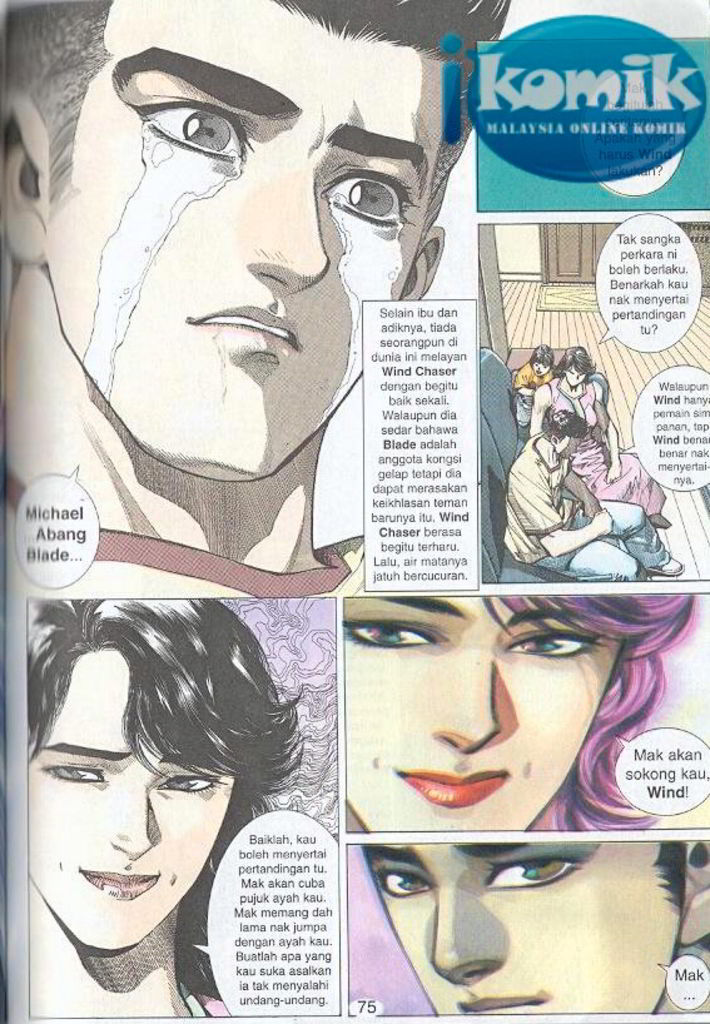 ikomik
MALAYSIA ONLINE KOMIK
Mak,
begitulah
Apakah yang
harus Wind
lakukan?
Tak sangka
perkara ni
boleh berlaku.
Benarkah kau
nak menyertai
pertandingan
tu?
Walaupun
Wind hanya
pemain sim-
panan, tapi
Wind benar-
benar nak
menyertai-
nya.
Selain ibu dan
adiknya, tiada
seorangpun di
dunia ini melayan
Wind Chaser
dengan begitu
baik sekali.
Walaupun dia
sedar bahawa
Blade adalah
anggota kongsi
gelap tetapi dia
dapat merasakan
keikhlasan teman
barunya itu. Wind
Chaser berasa
begitu terharu.
Lalu, air matanya
jatuh bercucuran.
Michael
...Abang
Blade...
Baiklah, kau
boleh menyertai
pertandingan tu.
Mak akan cuba
pujuk ayah kau.
Mak memang dah
lama nak jumpa
dengan ayah kau.
Buatlah apa yang
kau suka asalkan
ia tak menyalahi
undang-undang.
Mak akan
sokong kau,
Wind!
Mak
...
75